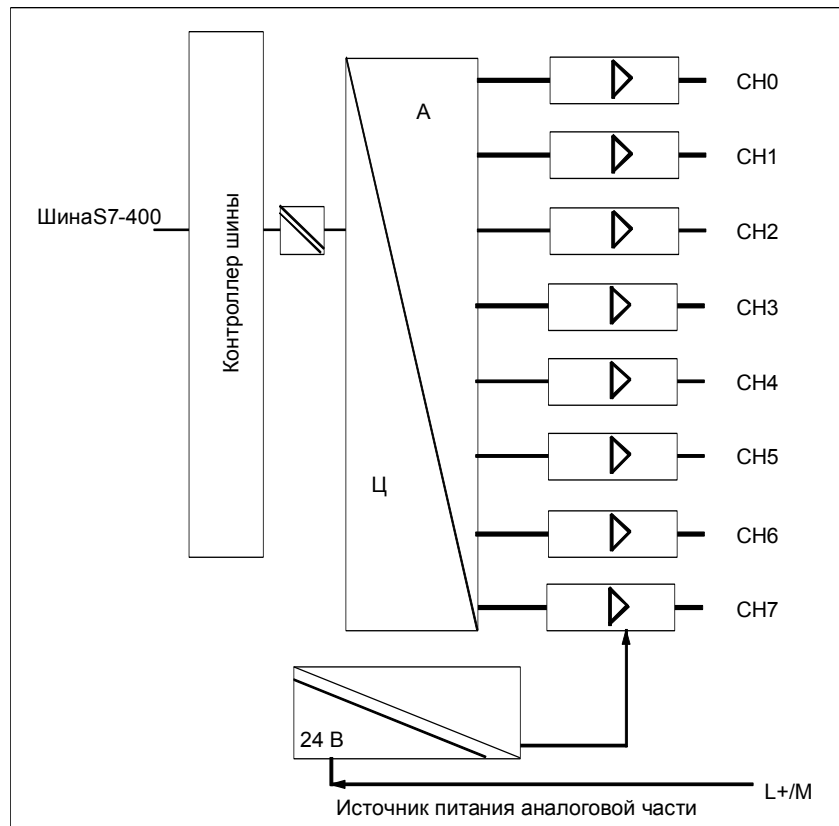 CH0
А
CH1
ШинаS7-400
CH2
Контроллер шины
CH3
CH4
CH5
Ц
CH6
CH7
24 В
L+/M
Источник питания аналоговой части